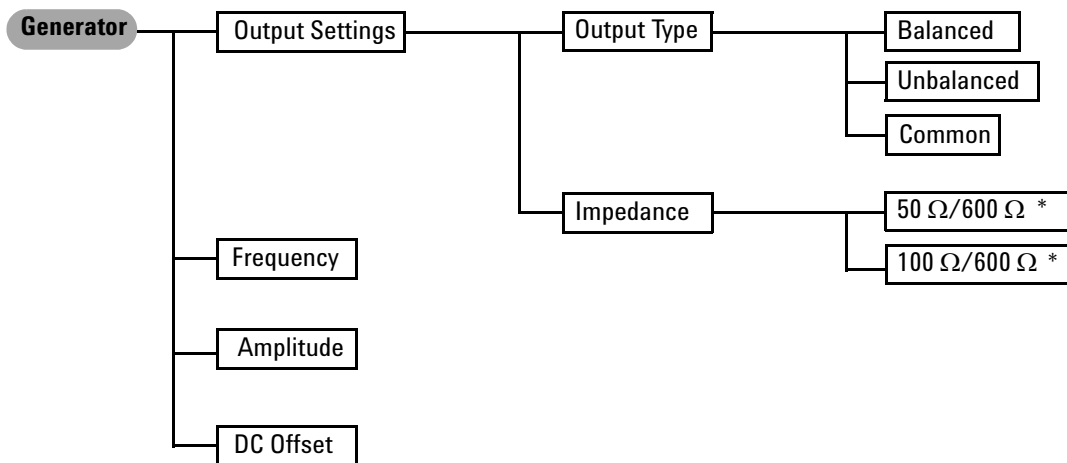 Generator
Output Settings
Output Type
Balanced
Unbalanced
Common
Impedance
50 Ω/600 Ω *
100 Ω/600 Ω *
Frequency
Amplitude
DC Offset